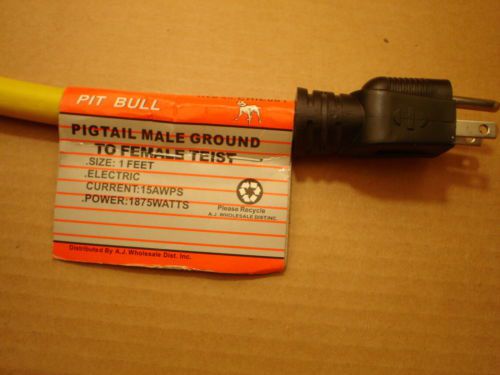 PIT BULL
PIGTAIL MALE GROUND
TO FEMALE TEIST
.SIZE: 1 FEET
.ELECTRIC
CURRENT:15AWPS
.POWER:1875WATTS
Please Recycle
A.J. WHOLESALE DIST.INC.
Distributed By A.J. Wholesale Dist. Inc.